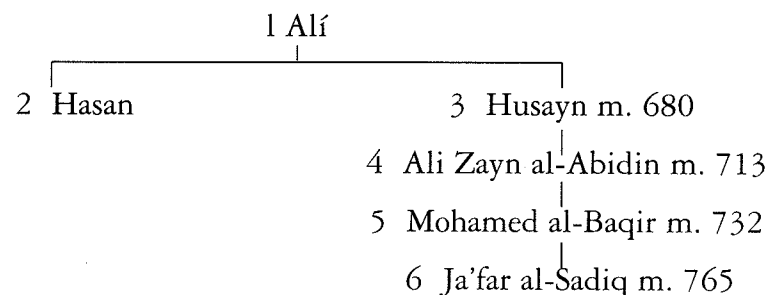 1 Alí
2 Hasan 3 Husayn m. 680
4 Ali Zayn al-Abidin m. 713
5 Mohamed al-Baqir m. 732
6 Ja'far al-Sadiq m. 765